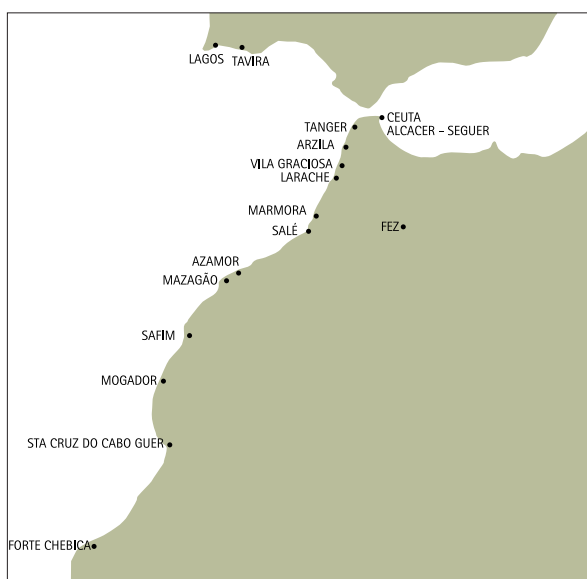 LAGOS
TAVIRA
CEUTA
ALCACER – SEGUER
TANGER
ARZILA
VILA GRACIOSA
LARACHE
MARMORA
SALÉ
FEZ
AZAMOR
MAZAGÃO
SAFIM
MOGADOR
STA CRUZ DO CABO GUER
FORTE CHEBICA